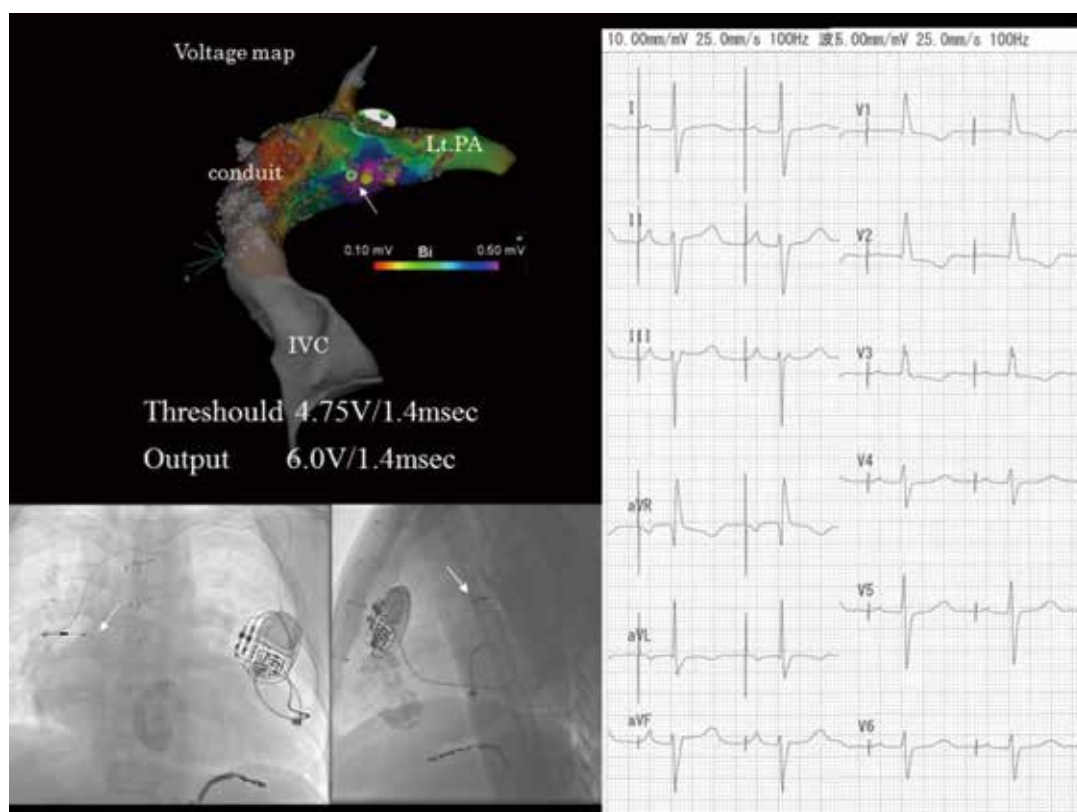 Voltage map
Lt.PA
conduit
0.10 mV Bi 0.50 mV
IVC
Threshould 4.75V/1.4msec
Output 6.0V/1.4msec
10.00mm/mV 25.0mm/s 100Hz 波 5.00mm/mV 25.0mm/s 100Hz
I
V1
II
V2
III
V3
aVR
V4
aVL
V5
aVF
V6